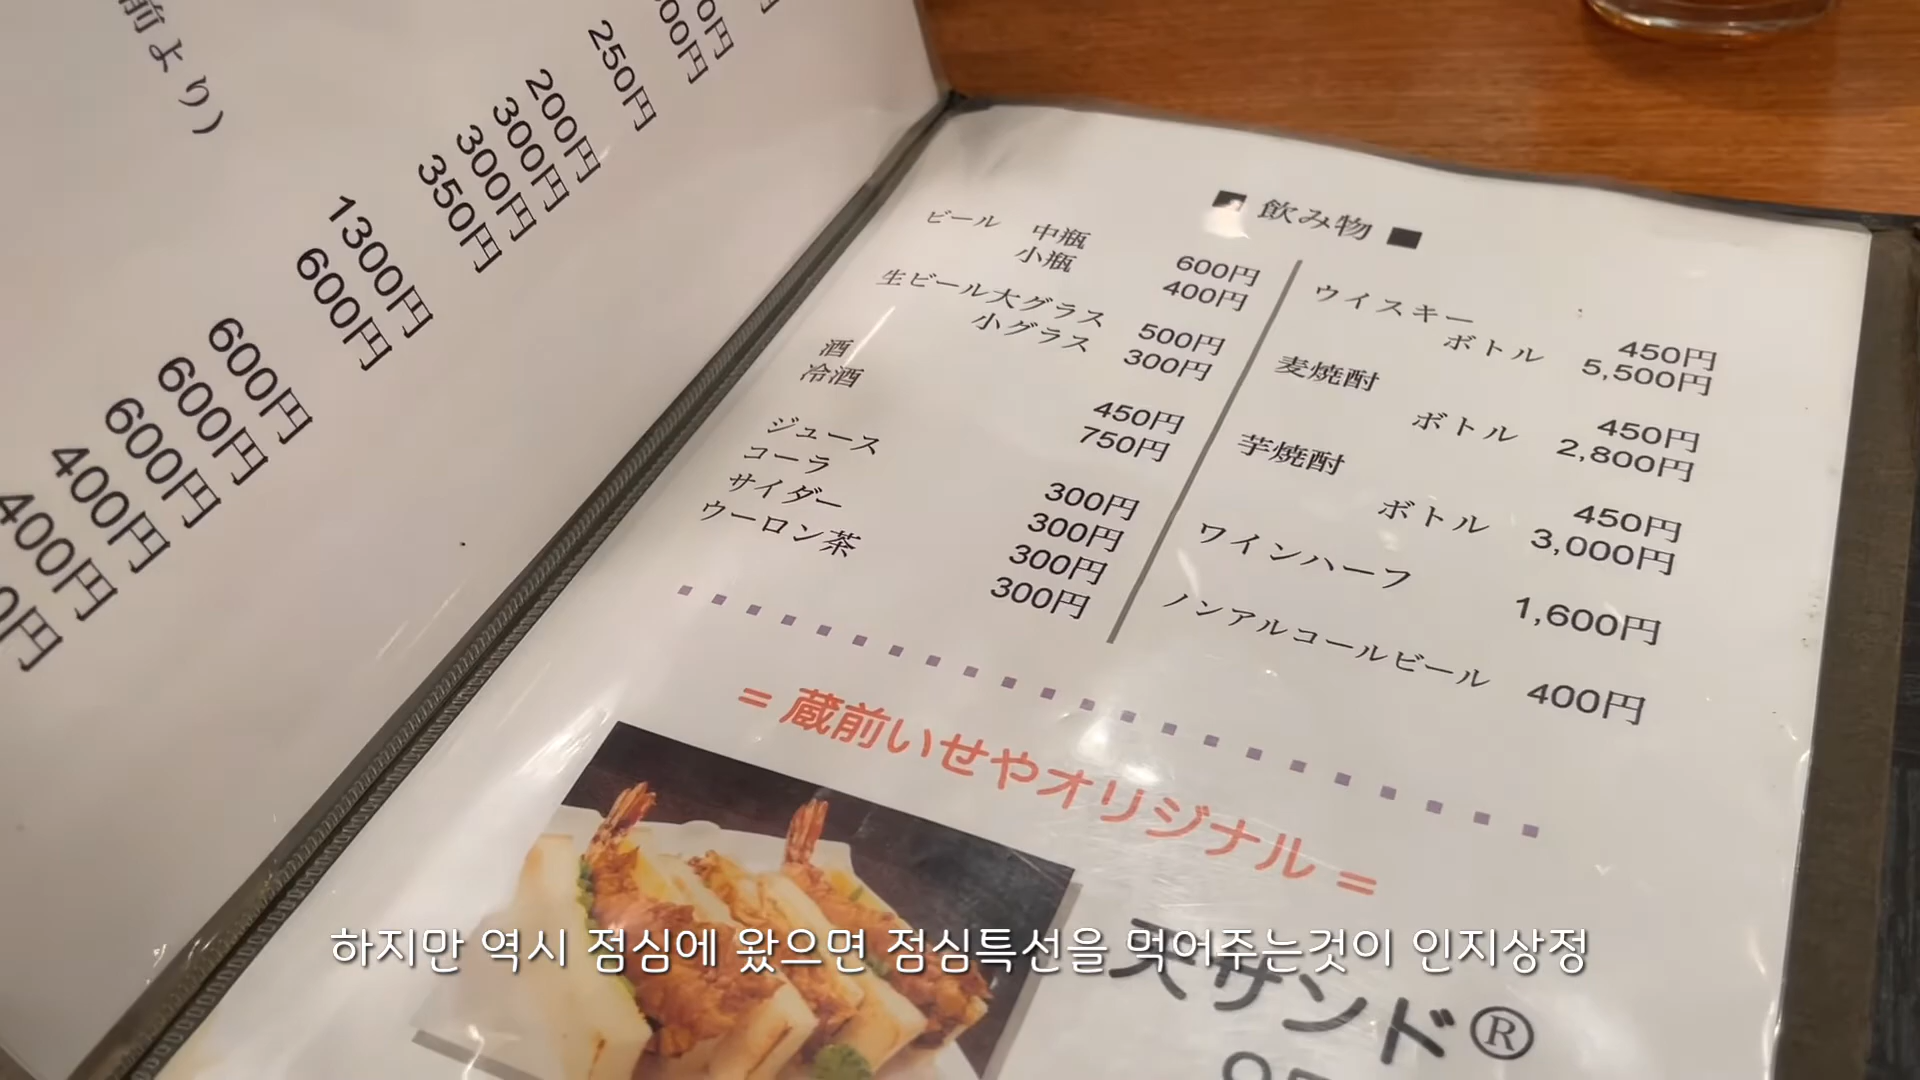 前より)
250円
200円
300円
300円
350円
1300円
600円
600円
600円
600円
400円
400円
■ 飲み物 ■
ビール 中瓶 600円
小瓶 400円
生ビール大グラス 500円
小グラス 300円
酒 450円
冷酒 750円
ジュース 300円
コーラ 300円
サイダー 300円
ウーロン茶 300円
ウイスキー 450円
ボトル 5,500円
麦焼酎 450円
ボトル 2,800円
芋焼酎 450円
ボトル 3,000円
ワインハーフ 1,600円
ノンアルコールビール 400円
= 蔵前いせやオリジナル =
天サンド®
하지만 역시 점심에 왔으면 점심특선을 먹어주는것이 인지상정